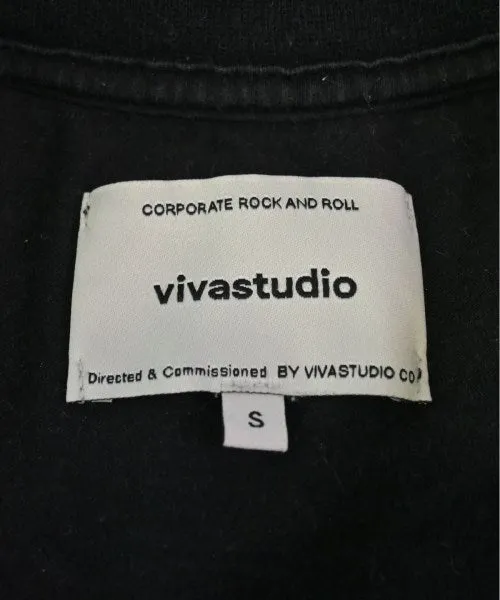 CORPORATE ROCK AND ROLL
vivastudio
Directed & Commissioned BY VIVASTUDIO CO
S